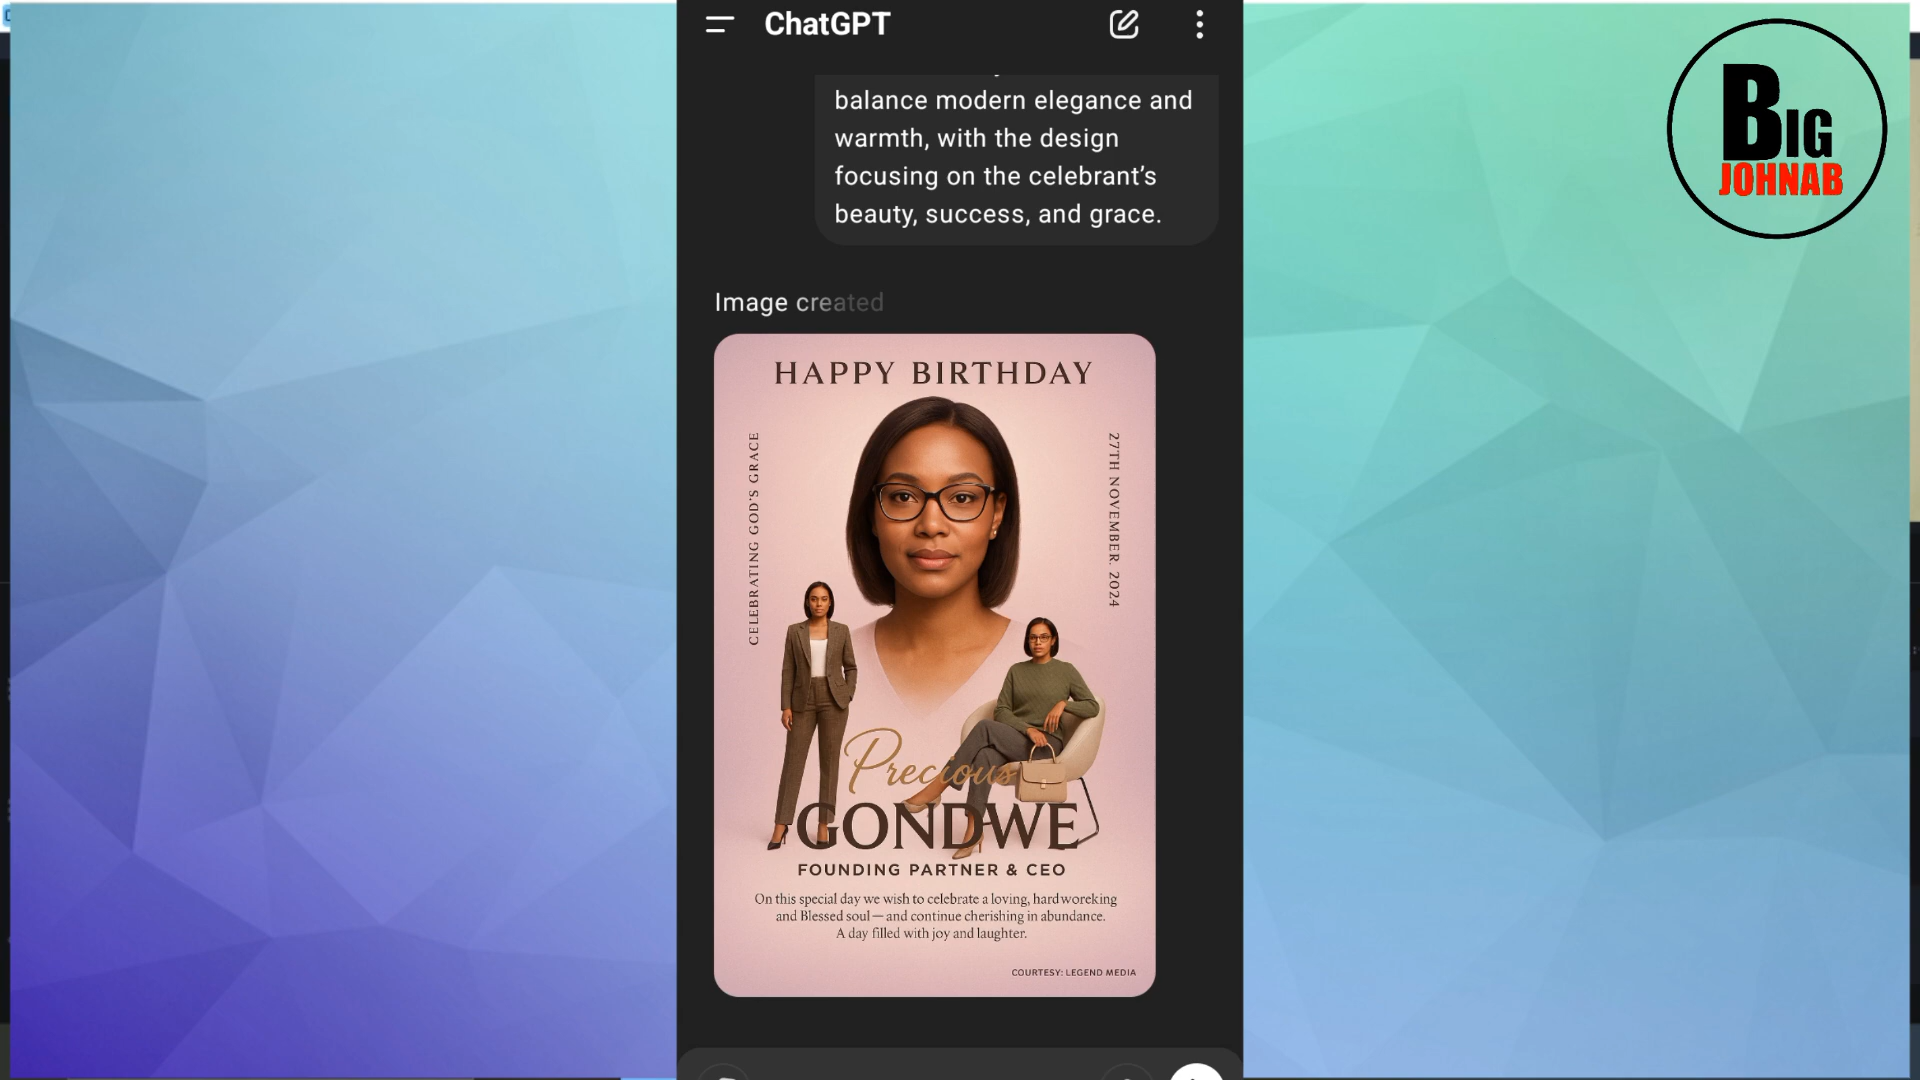 ChatGPT
balance modern elegance and
warmth, with the design
focusing on the celebrant’s
beauty, success, and grace.
BIG
JOHNAB
Image created
HAPPY BIRTHDAY
CELEBRATING GOD'S GRACE
27TH NOVEMBER. 2024
Precious
GONDWE
FOUNDING PARTNER & CEO
On this special day we wish to celebrate a loving, hardworeking
and Blessed soul — and continue cherishing in abundance.
A day filled with joy and laughter.
COURTESY: LEGEND MEDIA